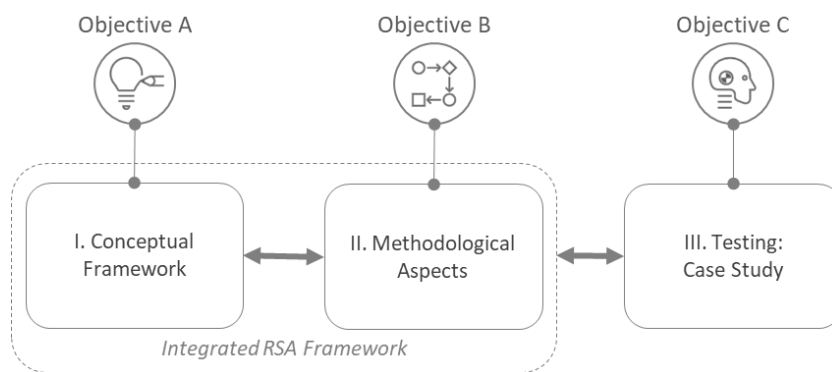 Objective A
Objective B
Objective C
I. Conceptual
Framework
II. Methodological
Aspects
III. Testing:
Case Study
Integrated RSA Framework